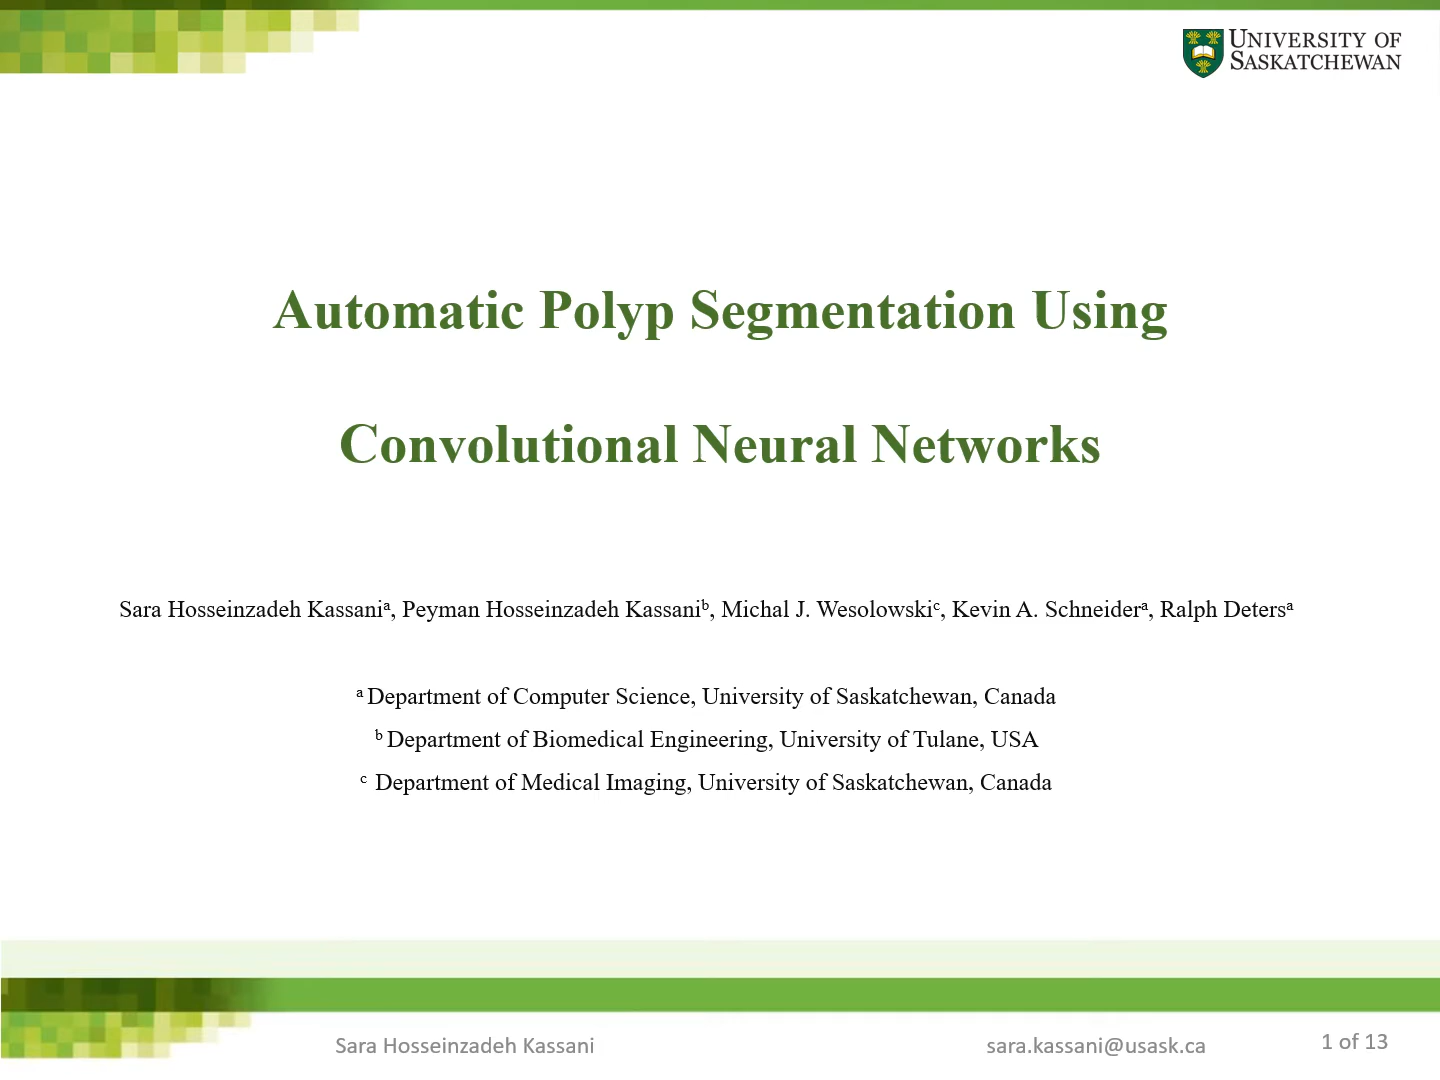 UNIVERSITY OF
SASKATCHEWAN
Automatic Polyp Segmentation Using
Convolutional Neural Networks
Sara Hosseinzadeh Kassaniᵃ, Peyman Hosseinzadeh Kassaniᵇ, Michal J. Wesolowskiᶜ, Kevin A. Schneiderᵃ, Ralph Detersᵃ
ᵃ Department of Computer Science, University of Saskatchewan, Canada
ᵇ Department of Biomedical Engineering, University of Tulane, USA
ᶜ Department of Medical Imaging, University of Saskatchewan, Canada
Sara Hosseinzadeh Kassani sara.kassani@usask.ca 1 of 13